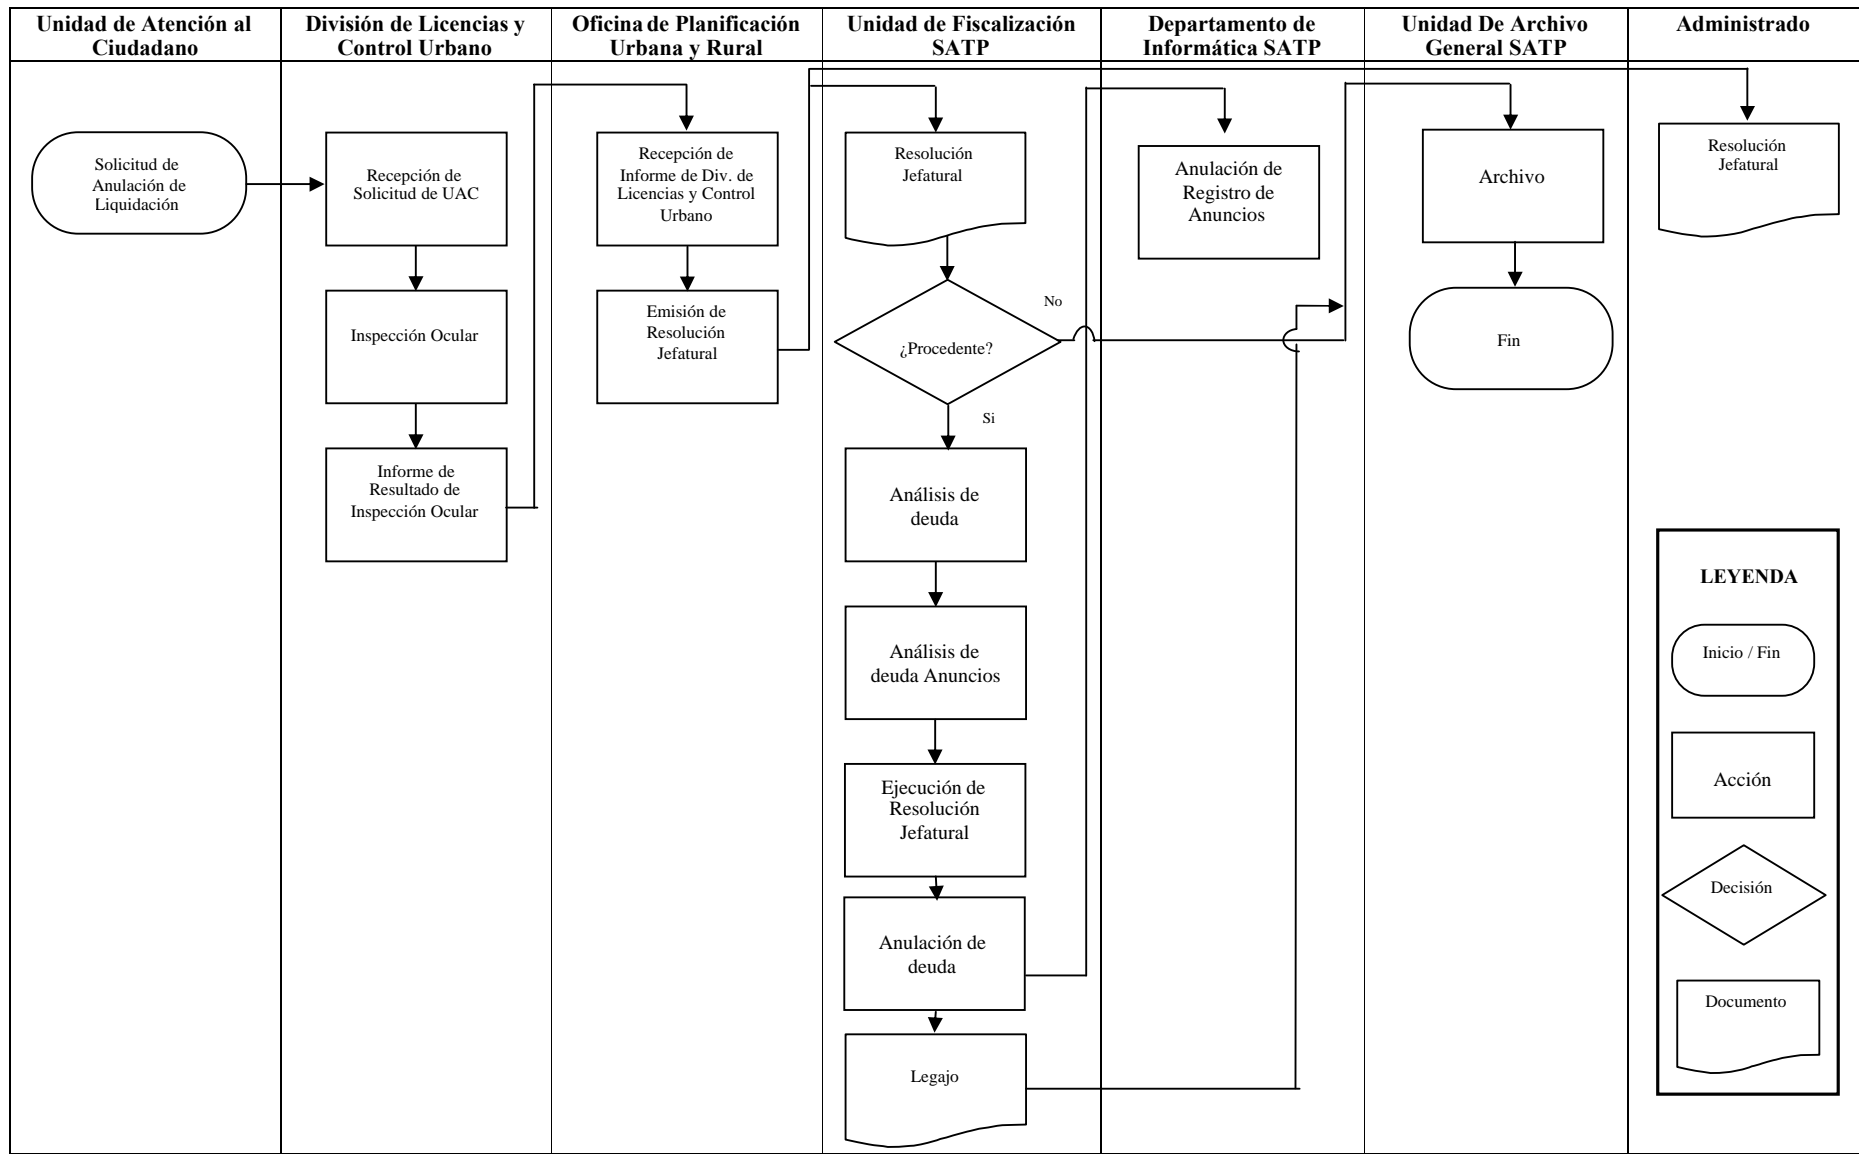 Unidad de Atención al
Ciudadano
División de Licencias y
Control Urbano
Oficina de Planificación
Urbana y Rural
Unidad de Fiscalización
SATP
Departamento de
Informática SATP
Unidad De Archivo
General SATP
Administrado
Solicitud de
Anulación de
Liquidación
Recepción de
Solicitud de UAC
Inspección Ocular
Informe de
Resultado de
Inspección Ocular
Recepción de
Informe de Div. de
Licencias y Control
Urbano
Emisión de
Resolución
Jefatural
Resolución
Jefatural
¿Procedente?
No
Si
Análisis de
deuda
Análisis de
deuda Anuncios
Ejecución de
Resolución
Jefatural
Anulación de
deuda
Legajo
Anulación de
Registro de
Anuncios
Archivo
Fin
Resolución
Jefatural
LEYENDA
Inicio / Fin
Acción
Decisión
Documento